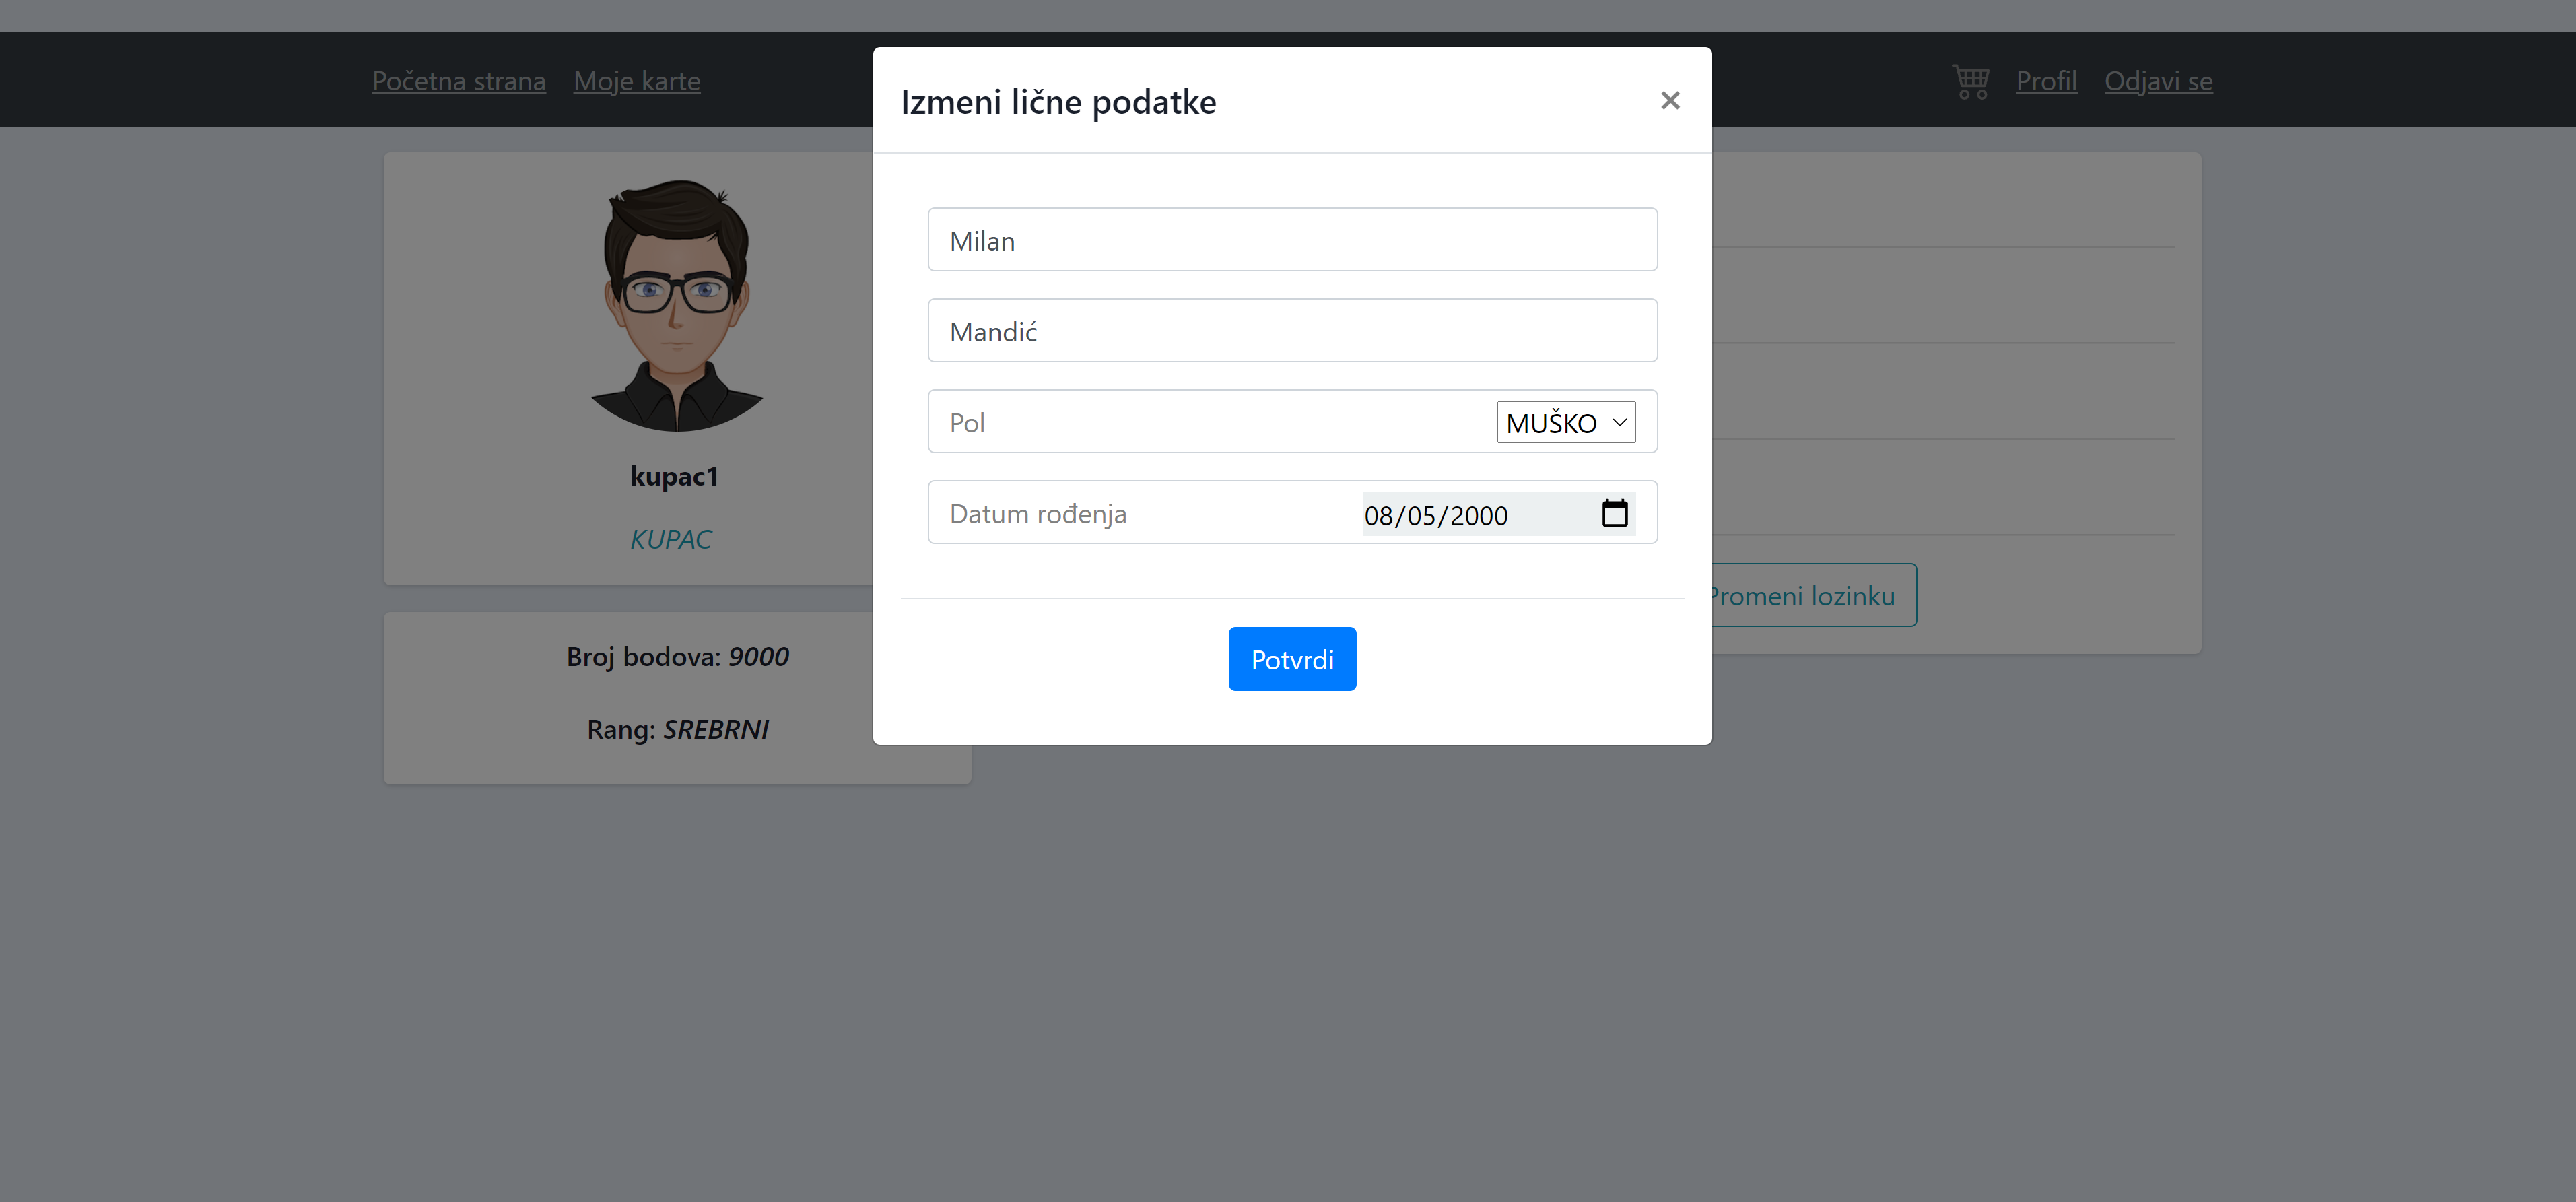 Početna strana Moje karte
Profil Odjavi se
Izmeni lične podatke
Milan
Mandić
Pol MUŠKO
Datum rođenja 08/05/2000
Potvrdi
kupac1
KUPAC
Broj bodova: 9000
Rang: SREBRNI
Promeni lozinku